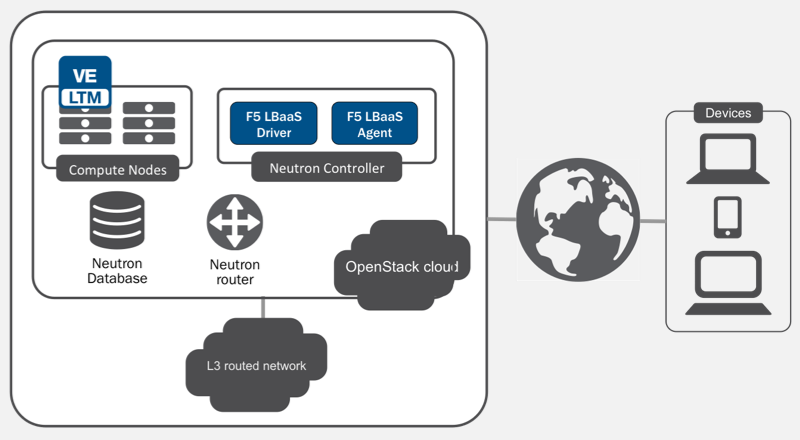 VE
LTM
Compute Nodes
F5 LBaaS
Driver
F5 LBaaS
Agent
Neutron Controller
Neutron
Database
Neutron
router
OpenStack cloud
L3 routed network
Devices